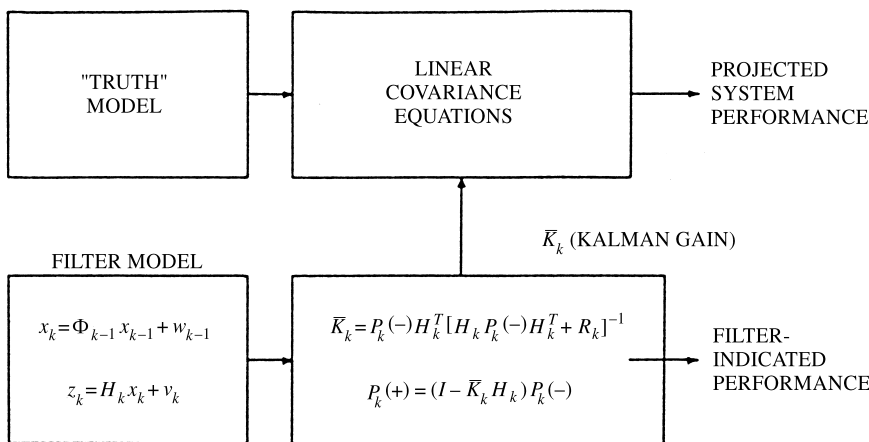 "TRUTH"
MODEL
LINEAR
COVARIANCE
EQUATIONS
PROJECTED
SYSTEM
PERFORMANCE
K̅_k (KALMAN GAIN)
FILTER MODEL
x_k = Φ_{k-1} x_{k-1} + w_{k-1}
z_k = H_k x_k + v_k
K̅_k = P_k(−) H_k^T [H_k P_k(−) H_k^T + R_k]^{-1}
P_k(+) = (I − K̅_k H_k) P_k(−)
FILTER-
INDICATED
PERFORMANCE